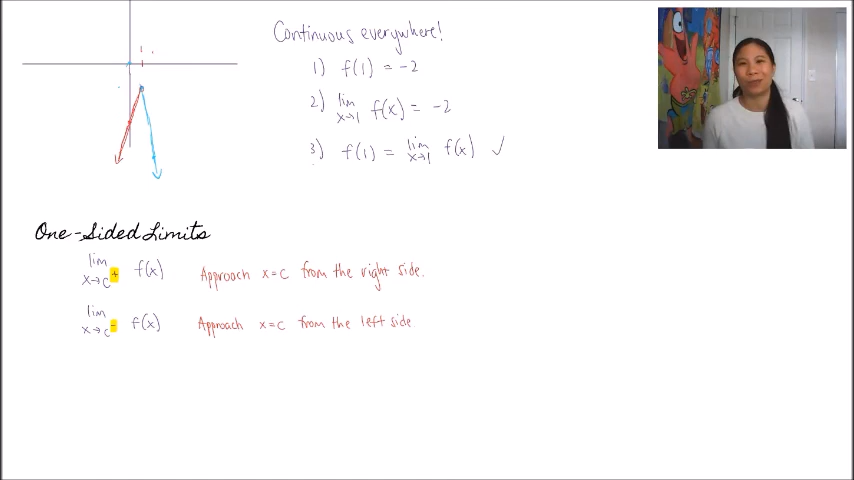 Continuous everywhere!
1
1) f(1) = -2
2) lim x→1 f(x) = -2
3) f(1) = lim x→1 f(x) ✓
One-Sided Limits
lim x→c+ f(x) Approach x=c from the right side.
lim x→c- f(x) Approach x=c from the left side